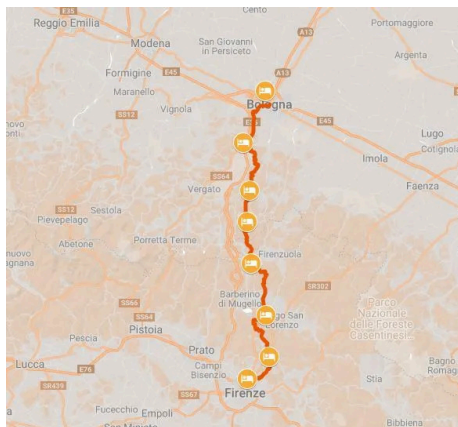 Cento
E35
Reggio Emilia
Portomaggiore
Modena
San Giovanni
in Persiceto
A13
Argenta
Formigine
E45
A13
Maranello
SS12
Vignola
Bologna
E45
Lugo
Cotignola
Imola
SS64
Vergato
Faenza
SS12
Sestola
Pievepelago
Abetone
Porretta Terme
Firenzuola
SR302
Barberino
di Mugello
Parco
Nazionale
delle Foreste
Casentinesi,
SS66
SS64
Lorenzo
Pistoia
Pescia
Prato
Lucca
E76
Campi
Bisenzio
Bagno
Stia
SR439
Firenze
SS67
Fucecchio
Empoli
Bibbiena